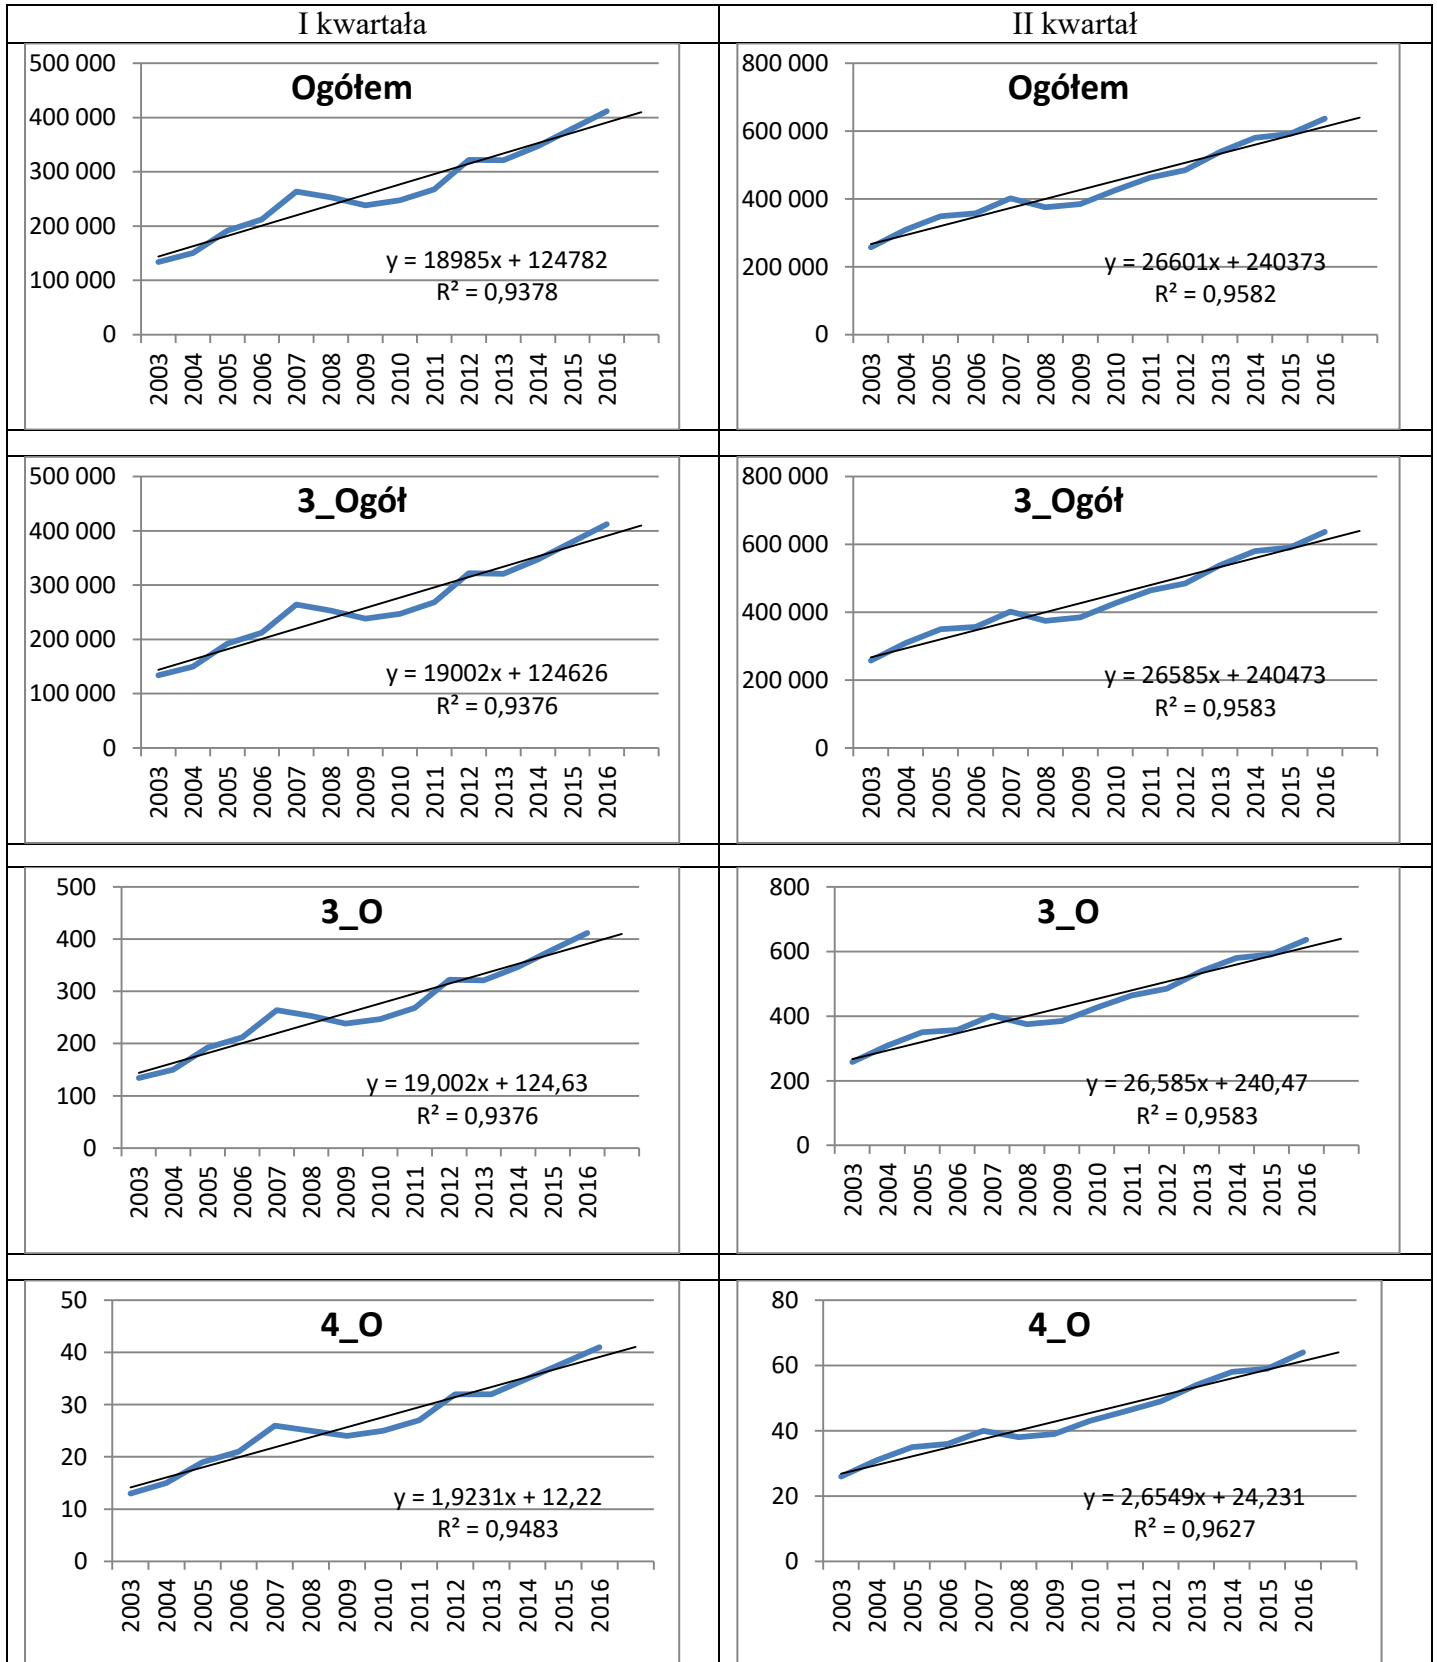 I kwartała
II kwartał
Ogółem
500 000
400 000
300 000
200 000
100 000
0
y = 18985x + 124782
R² = 0,9378
2003 2004 2005 2006 2007 2008 2009 2010 2011 2012 2013 2014 2015 2016
Ogółem
800 000
600 000
400 000
200 000
0
y = 26601x + 240373
R² = 0,9582
2003 2004 2005 2006 2007 2008 2009 2010 2011 2012 2013 2014 2015 2016
3_Ogół
500 000
400 000
300 000
200 000
100 000
0
y = 19002x + 124626
R² = 0,9376
2003 2004 2005 2006 2007 2008 2009 2010 2011 2012 2013 2014 2015 2016
3_Ogół
800 000
600 000
400 000
200 000
0
y = 26585x + 240473
R² = 0,9583
2003 2004 2005 2006 2007 2008 2009 2010 2011 2012 2013 2014 2015 2016
3_O
500
400
300
200
100
0
y = 19,002x + 124,63
R² = 0,9376
2003 2004 2005 2006 2007 2008 2009 2010 2011 2012 2013 2014 2015 2016
3_O
800
600
400
200
0
y = 26,585x + 240,47
R² = 0,9583
2003 2004 2005 2006 2007 2008 2009 2010 2011 2012 2013 2014 2015 2016
4_O
50
40
30
20
10
0
y = 1,9231x + 12,22
R² = 0,9483
2003 2004 2005 2006 2007 2008 2009 2010 2011 2012 2013 2014 2015 2016
4_O
80
60
40
20
0
y = 2,6549x + 24,231
R² = 0,9627
2003 2004 2005 2006 2007 2008 2009 2010 2011 2012 2013 2014 2015 2016